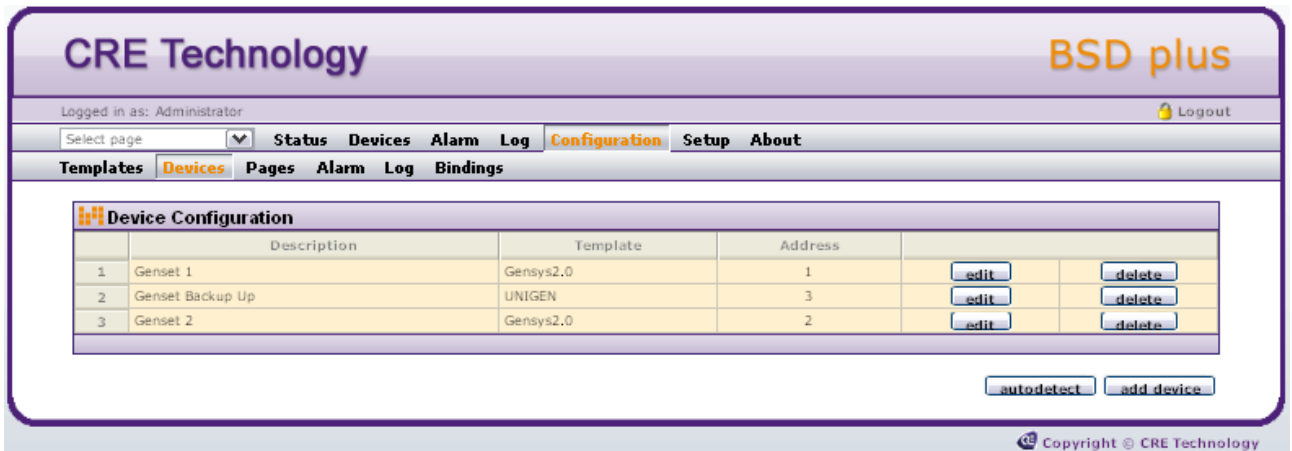 CRE Technology BSD plus
Logged in as: Administrator Logout
Select page Status Devices Alarm Log Configuration Setup About
Templates Devices Pages Alarm Log Bindings
Device Configuration
Description Template Address
1 Genset 1 Gensys2.0 1 edit delete
2 Genset Backup Up UNIGEN 3 edit delete
3 Genset 2 Gensys2.0 2 edit delete
autodetect add device
Copyright © CRE Technology